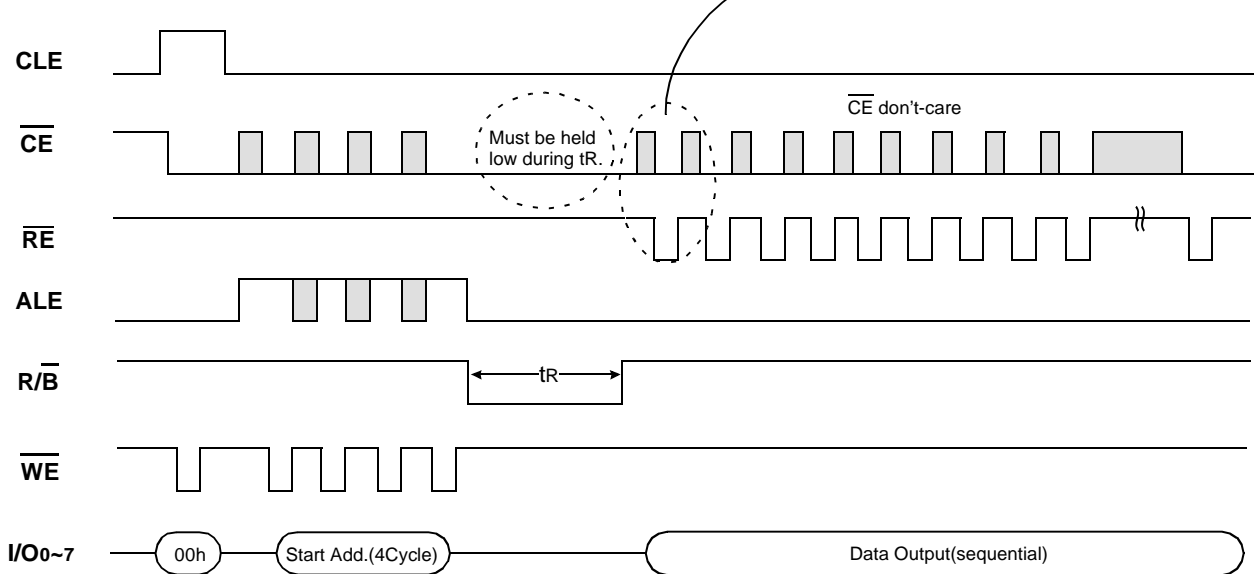 CLE
CE
Must be held
low during tR.
CE don't-care
RE
ALE
R/B
tR
WE
I/O0~7
00h
Start Add.(4Cycle)
Data Output(sequential)